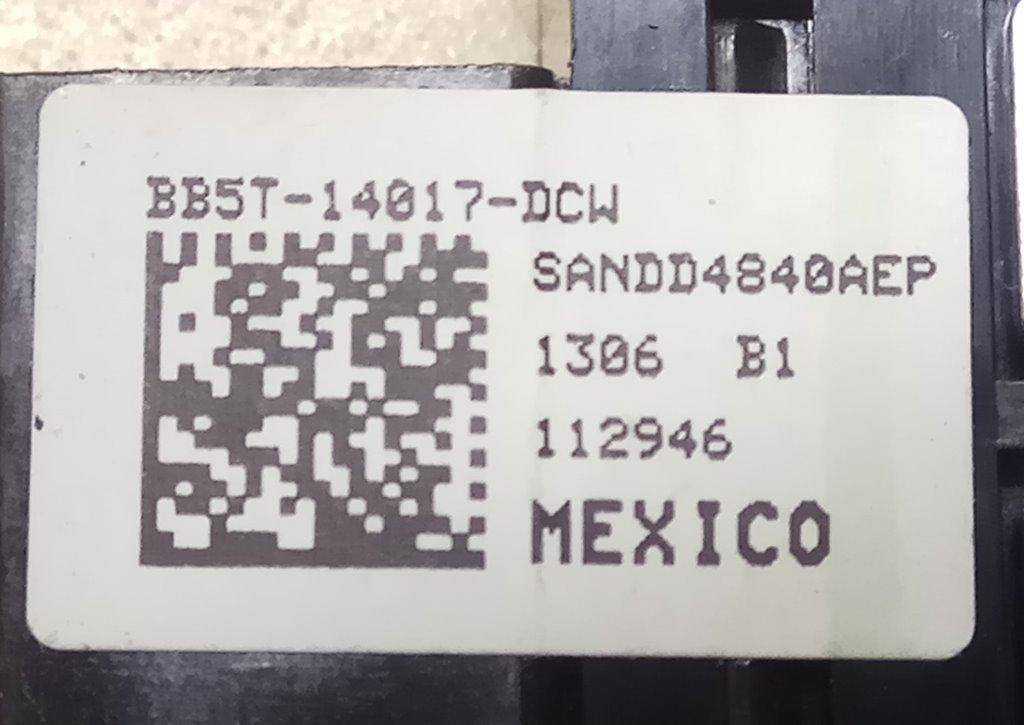 BB5T-14017-DCW
SANDD4840AEP
1306 B1
112946
MEXICO